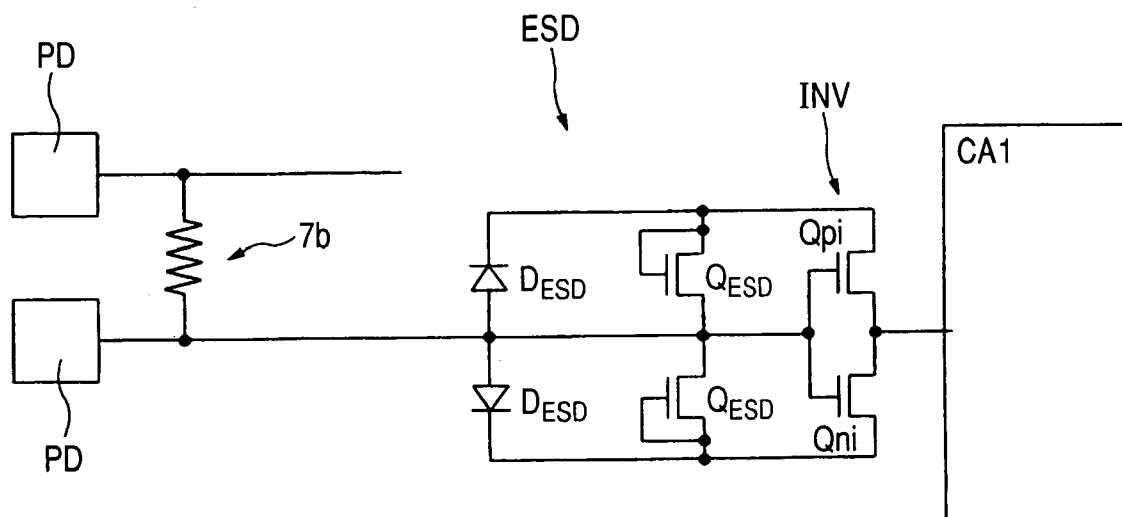 ESD
PD
INV
CA1
7b
Qpi
D_ESD
Q_ESD
D_ESD
Q_ESD
Qni
PD